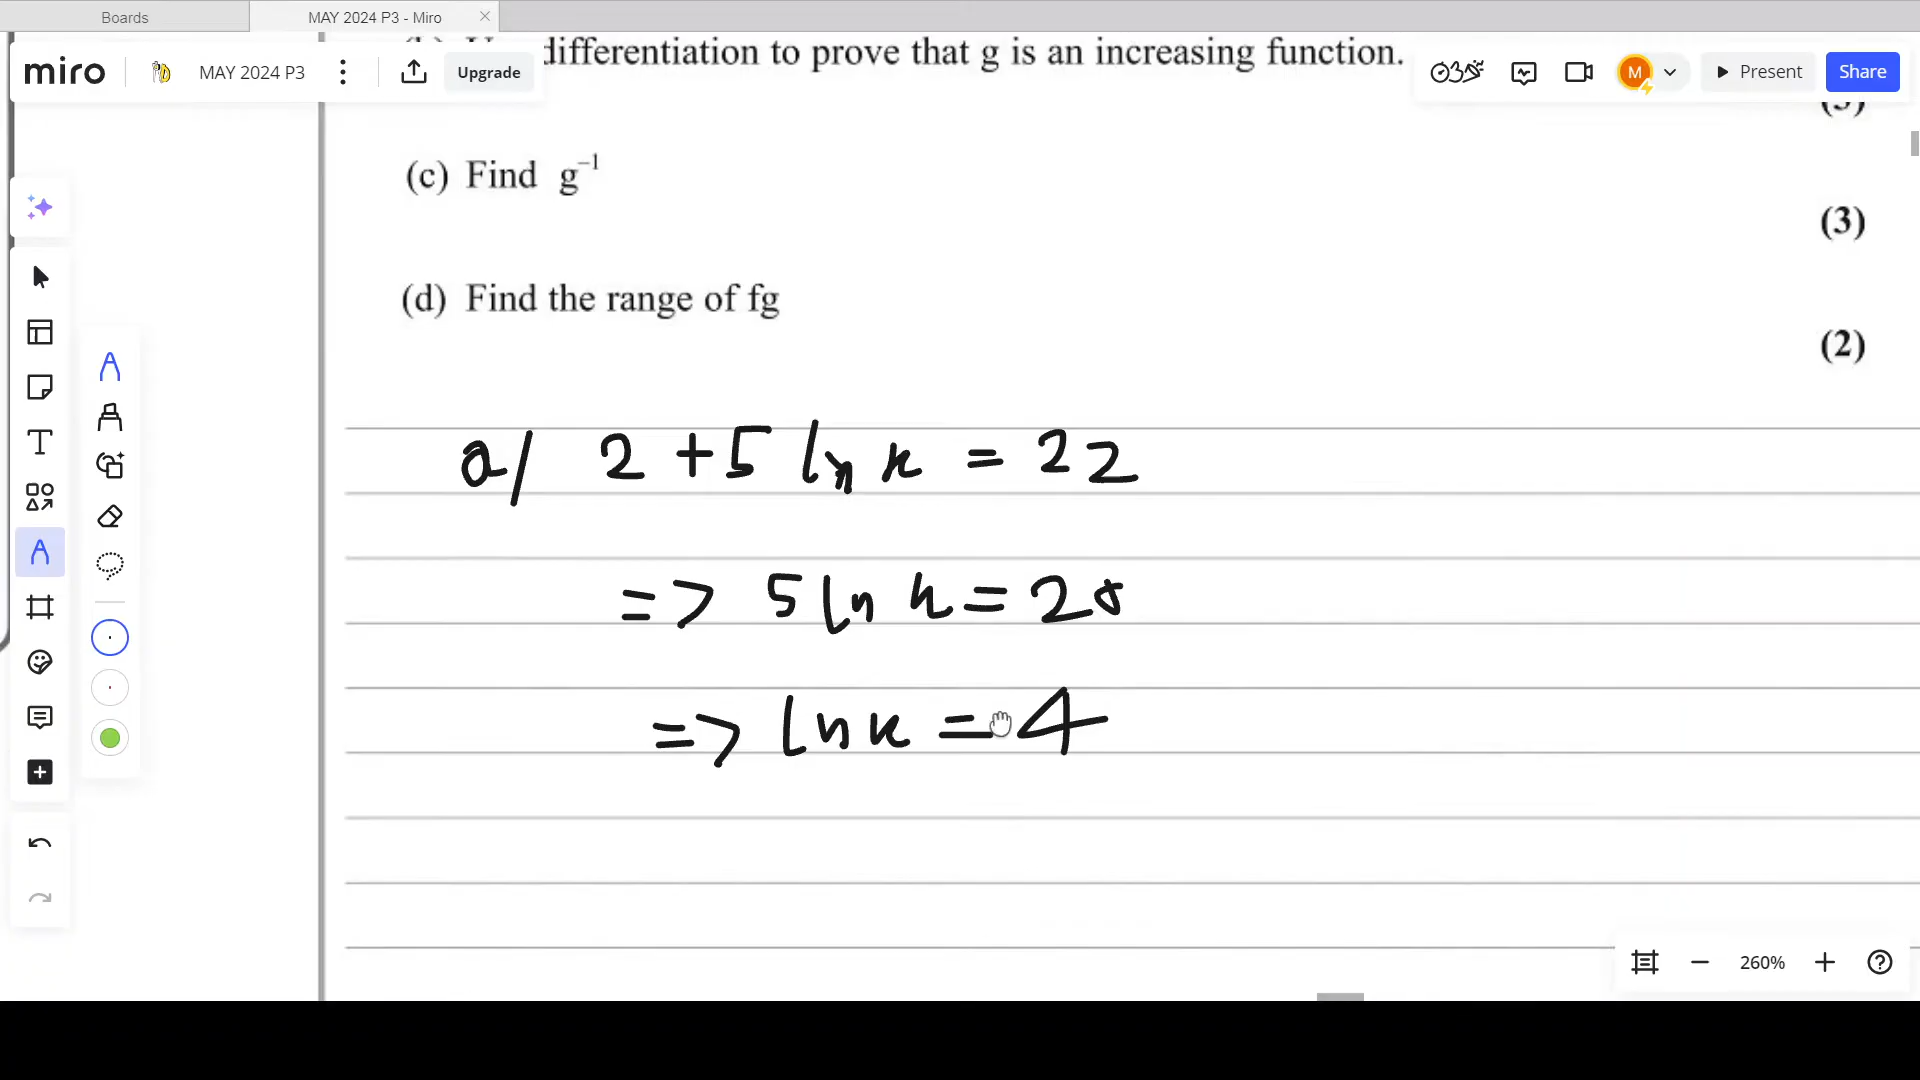 Boards
MAY 2024 P3 - Miro
differentiation to prove that g is an increasing function.
miro
MAY 2024 P3
Upgrade
M
Present
Share
(c) Find g⁻¹
(3)
(d) Find the range of fg
(2)
a/ 2 + 5 ln x = 22
=> 5 ln x = 20
=> ln x = 4
260%